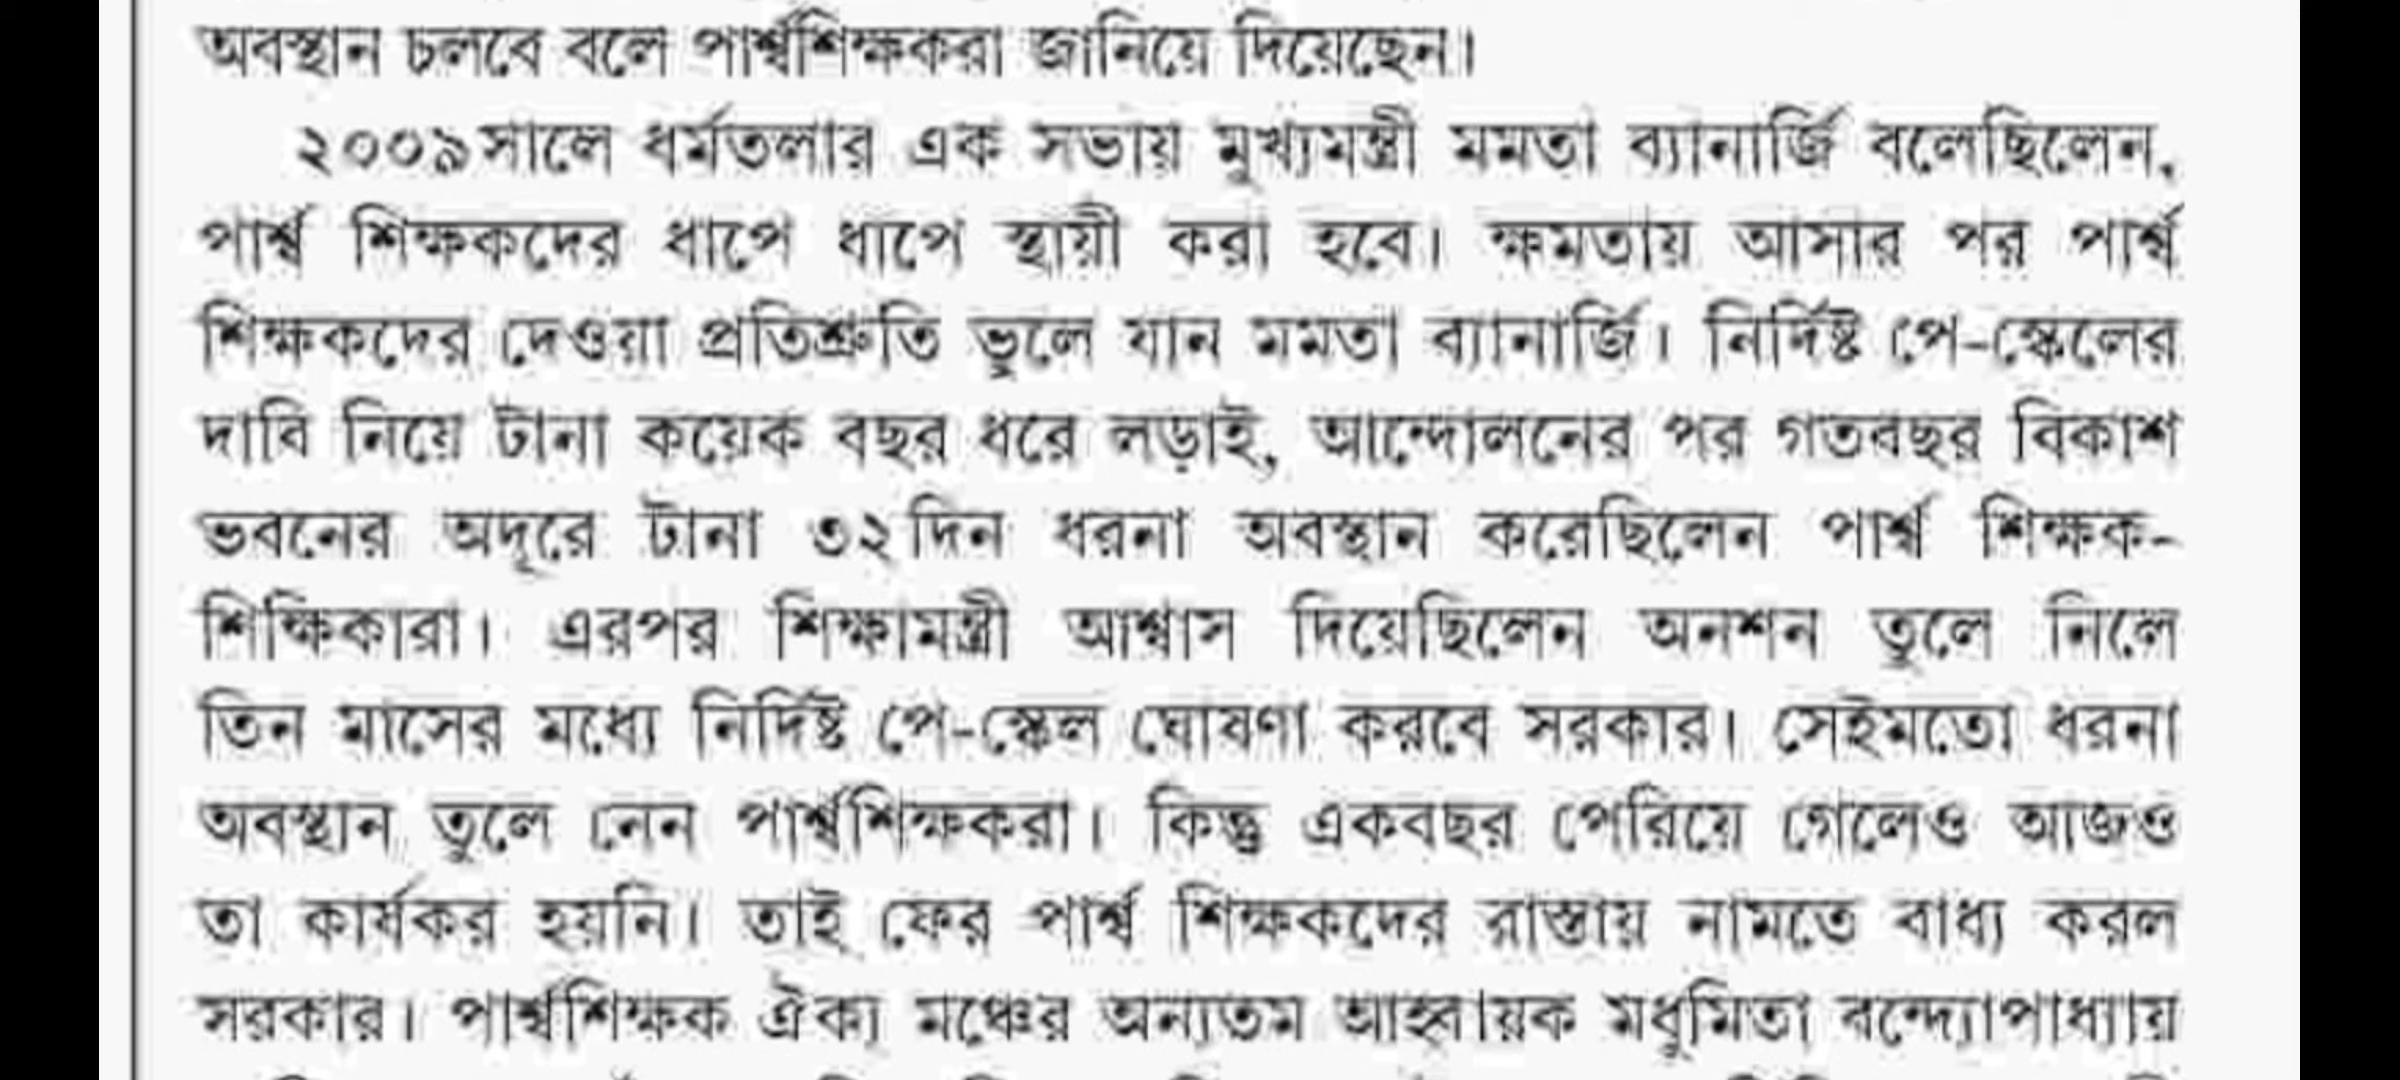 অবস্থান চলবে বলে পার্শ্বশিক্ষকরা জানিয়ে দিয়েছেন।
২০০৯সালে ধর্মতলার এক সভায় মুখ্যমন্ত্রী মমতা ব্যানার্জি বলেছিলেন,
পার্শ্ব শিক্ষকদের ধাপে ধাপে স্থায়ী করা হবে। ক্ষমতায় আসার পর পার্শ্ব
শিক্ষকদের দেওয়া প্রতিশ্রুতি ভুলে যান মমতা ব্যানার্জি। নির্দিষ্ট পে-স্কেলের
দাবি নিয়ে টানা কয়েক বছর ধরে লড়াই, আন্দোলনের পর গতবছর বিকাশ
ভবনের অদূরে টানা ৩২দিন ধরনা অবস্থান করেছিলেন পার্শ্ব শিক্ষক-
শিক্ষিকারা। এরপর শিক্ষামন্ত্রী আশ্বাস দিয়েছিলেন অনশন তুলে নিলে
তিন মাসের মধ্যে নির্দিষ্ট পে-স্কেল ঘোষণা করবে সরকার। সেইমতো ধরনা
অবস্থান তুলে নেন পার্শ্বশিক্ষকরা। কিন্তু একবছর পেরিয়ে গেলেও আজও
তা কার্যকর হয়নি। তাই ফের পার্শ্ব শিক্ষকদের রাস্তায় নামতে বাধ্য করল
সরকার। পার্শ্বশিক্ষক ঐক্য মঞ্চের অন্যতম আহ্বায়ক মধুমিতা বন্দ্যোপাধ্যায়